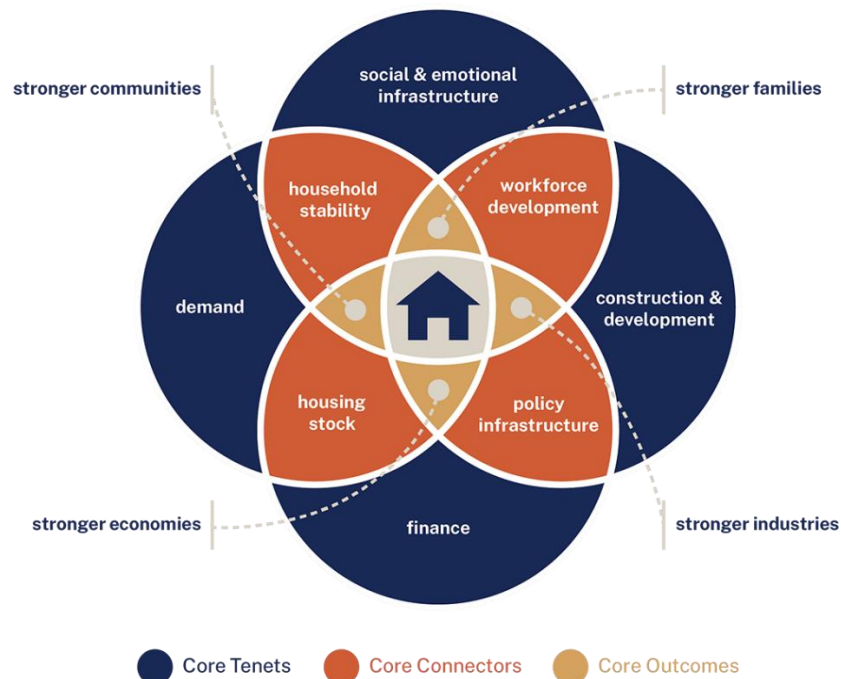 social & emotional
infrastructure
stronger communities
stronger families
household
stability
workforce
development
demand
construction &
development
housing
stock
policy
infrastructure
stronger economies
finance
stronger industries
Core Tenets
Core Connectors
Core Outcomes